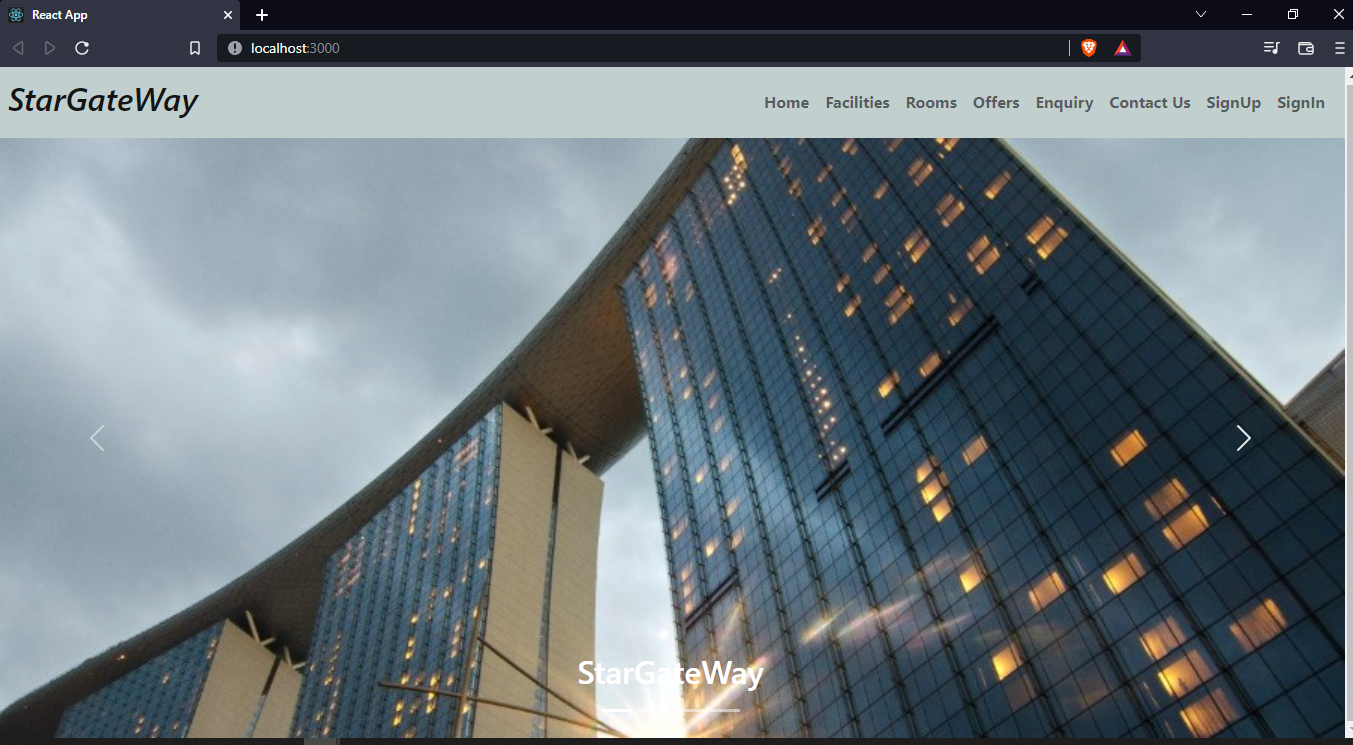 React App
localhost:3000
StarGateWay
Home Facilities Rooms Offers Enquiry Contact Us SignUp SignIn
StarGateWay